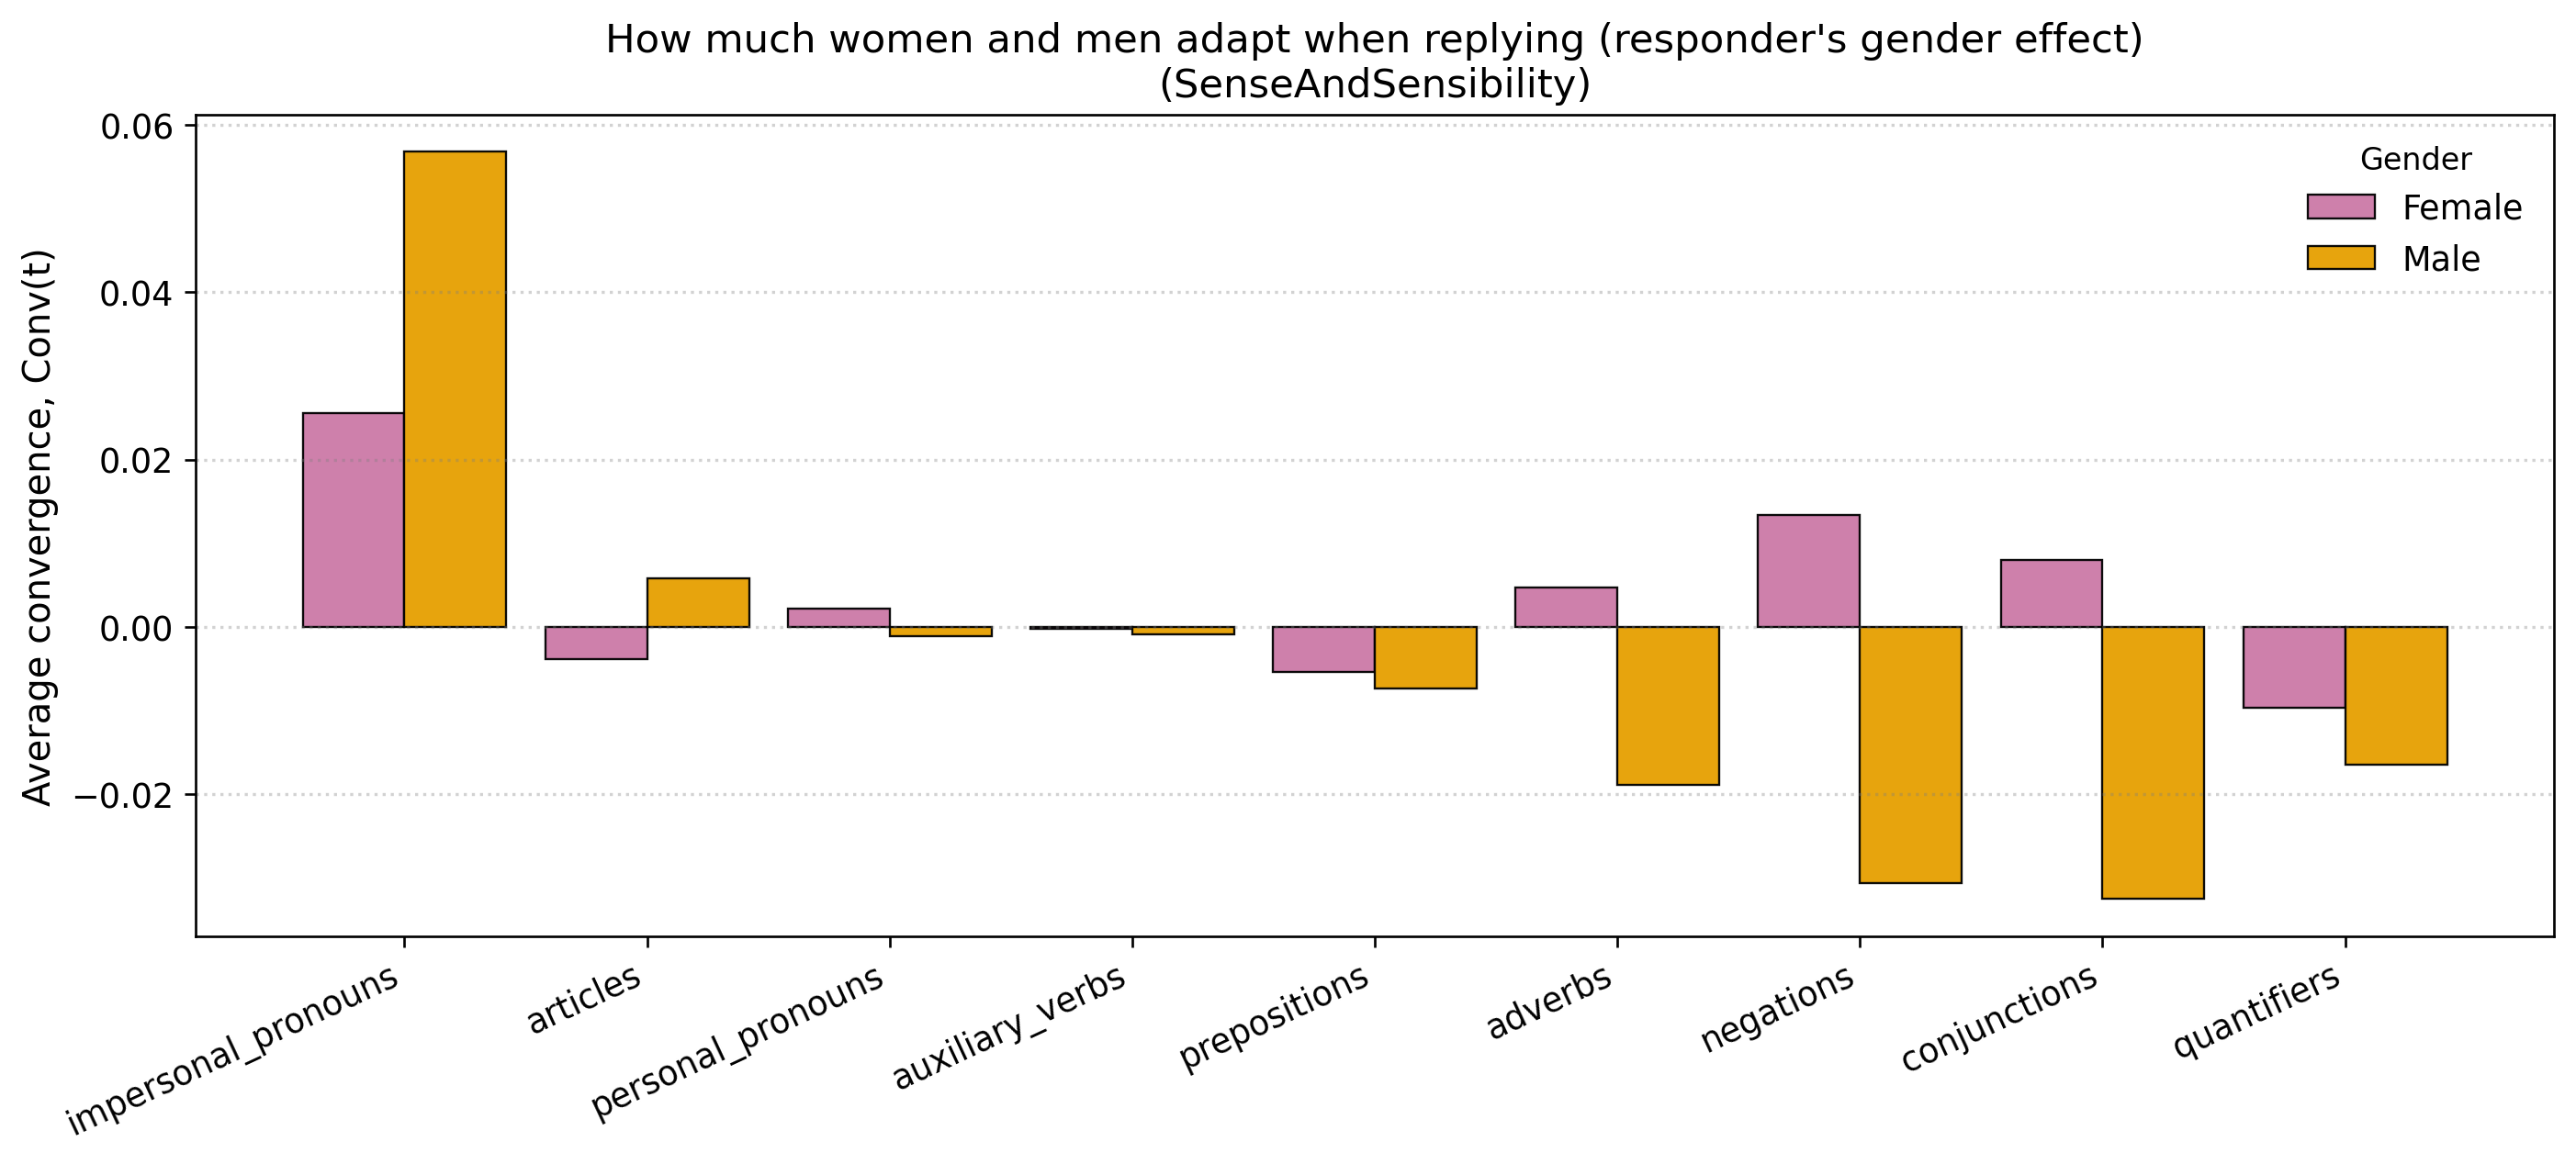 How much women and men adapt when replying (responder's gender effect)
(SenseAndSensibility)
Average convergence, Conv(t)
0.06
0.04
0.02
0.00
−0.02
Gender
Female
Male
impersonal_pronouns
articles
personal_pronouns
auxiliary_verbs
prepositions
adverbs
negations
conjunctions
quantifiers